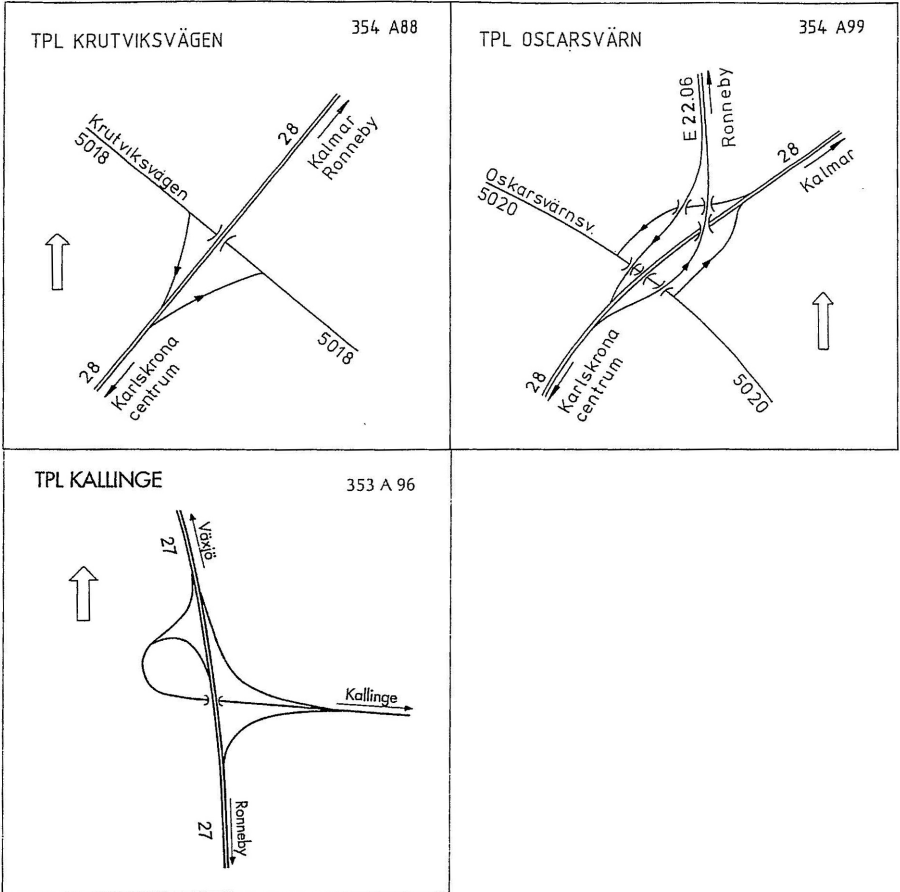 TPL KRUTVIKSVÄGEN
354 A88
Krutviksvägen
5018
28
Kalmar
Ronneby
5018
28
Karlskrona
centrum
TPL OSCARSVÄRN
354 A99
E 22.06
Ronneby
28
Kalmar
Oskarsvärnsv.
5020
28
Karlskrona
centrum
5020
TPL KALLINGE
353 A 96
27
Växjö
Kallinge
27
Ronneby